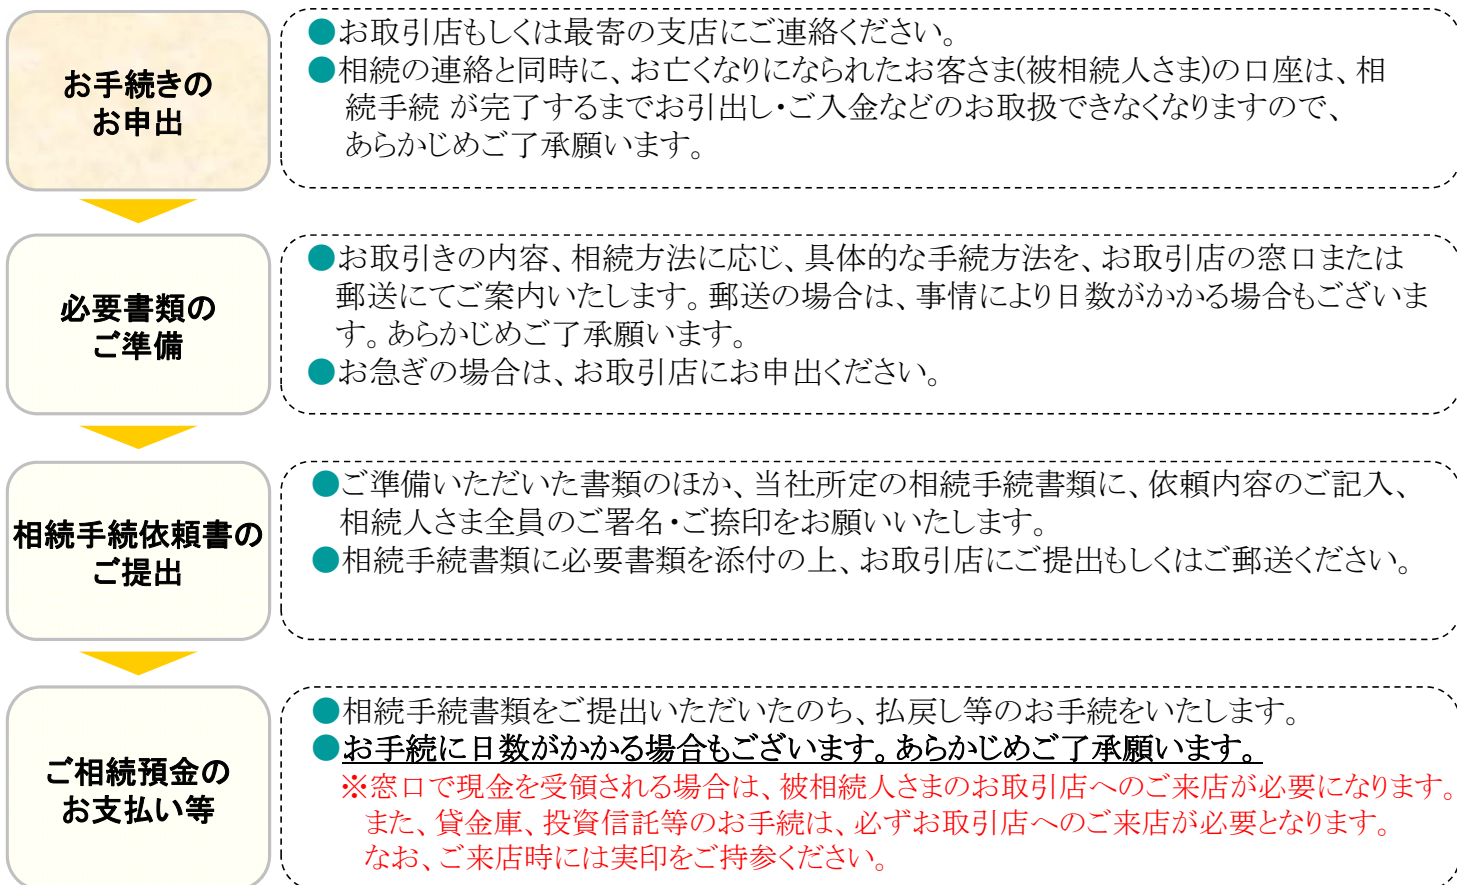 お手続きの
お申出
●お取引店もしくは最寄の支店にご連絡ください。
●相続の連絡と同時に、お亡くなりになられたお客さま(被相続人さま)の口座は、相
続手続 が完了するまでお引出し・ご入金などのお取扱できなくなりますので、
あらかじめご了承願います。
必要書類の
ご準備
●お取引きの内容、相続方法に応じ、具体的な手続方法を、お取引店の窓口または
郵送にてご案内いたします。郵送の場合は、事情により日数がかかる場合もございま
す。あらかじめご了承願います。
●お急ぎの場合は、お取引店にお申出ください。
相続手続依頼書の
ご提出
●ご準備いただいた書類のほか、当社所定の相続手続書類に、依頼内容のご記入、
相続人さま全員のご署名・ご捺印をお願いいたします。
●相続手続書類に必要書類を添付の上、お取引店にご提出もしくはご郵送ください。
ご相続預金の
お支払い等
●相続手続書類をご提出いただいたのち、払戻し等のお手続をいたします。
●お手続に日数がかかる場合もございます。あらかじめご了承願います。
※窓口で現金を受領される場合は、被相続人さまのお取引店へのご来店が必要になります。
また、貸金庫、投資信託等のお手続は、必ずお取引店へのご来店が必要となります。
なお、ご来店時には実印をご持参ください。